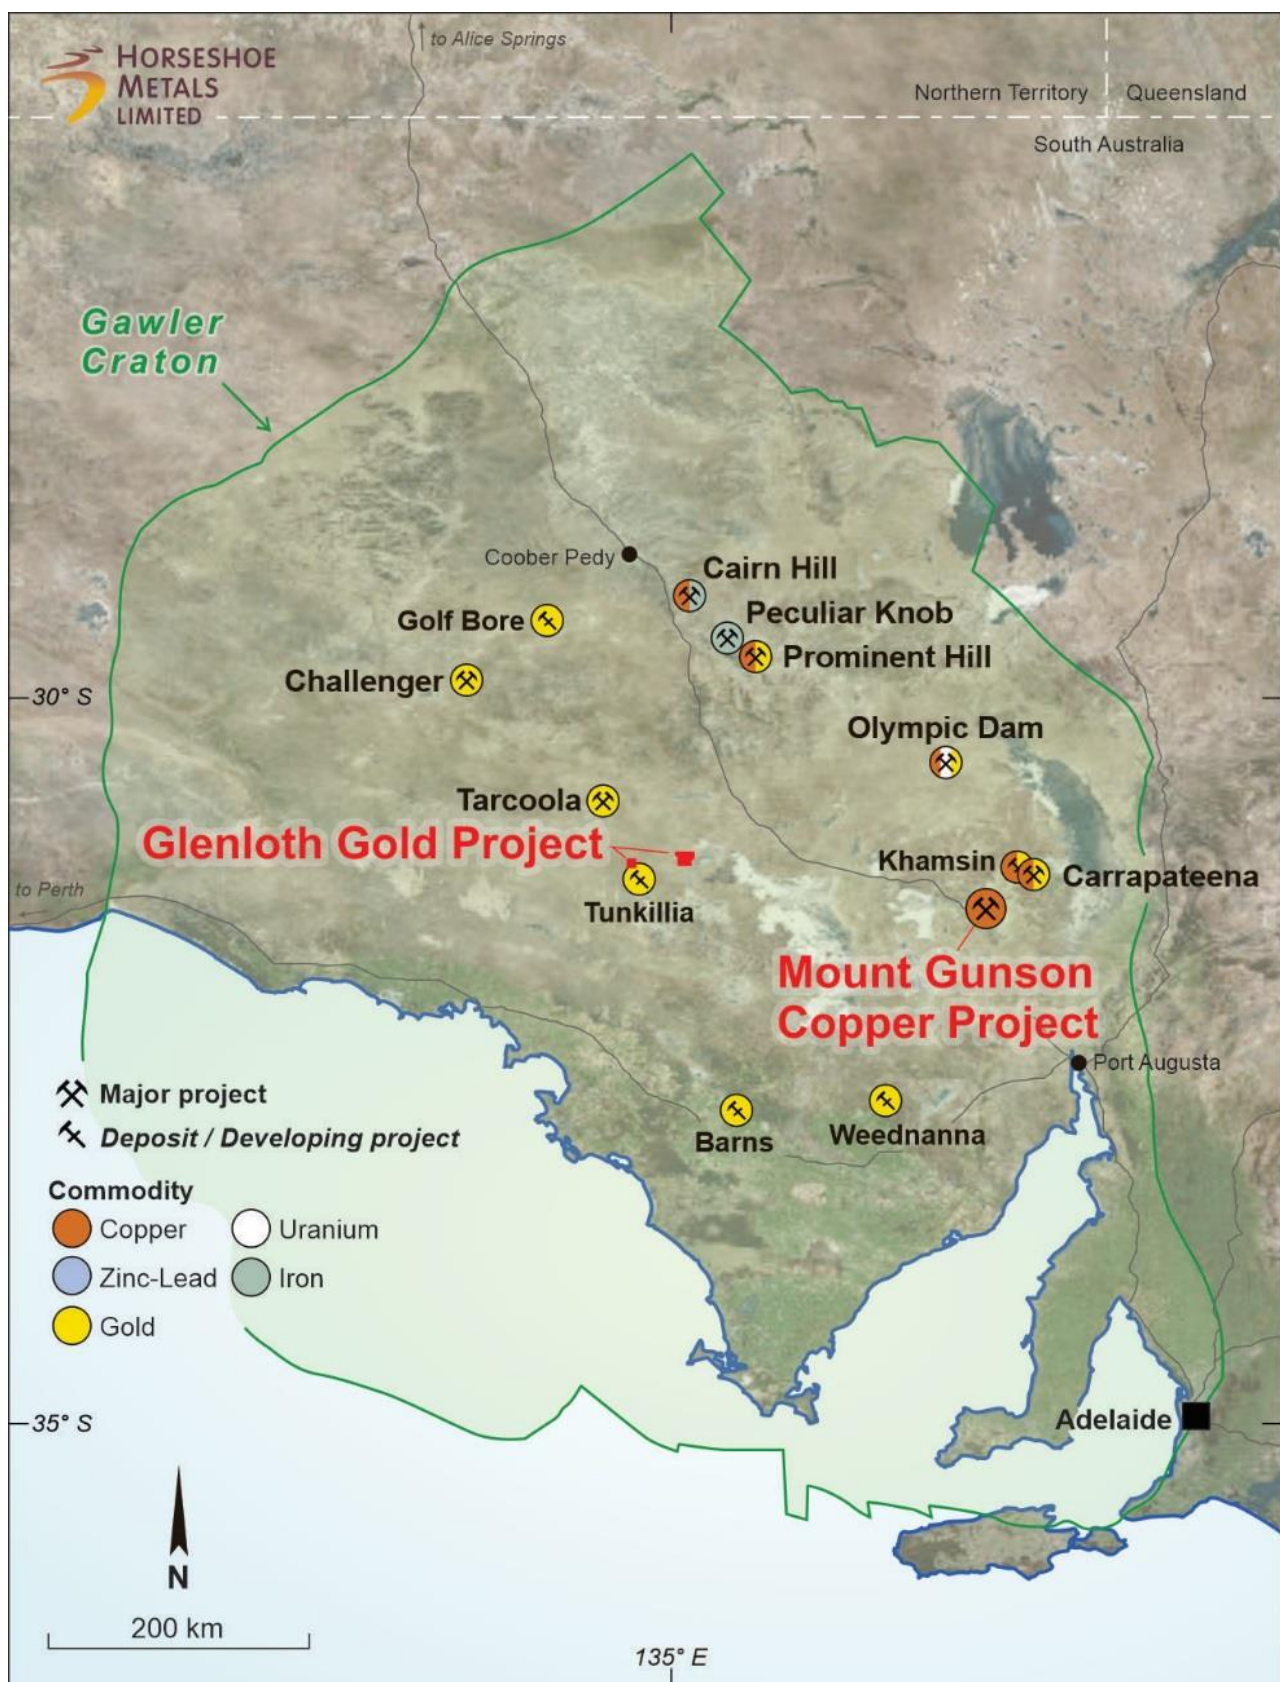 HORSESHOE
METALS
LIMITED
to Alice Springs
Northern Territory
Queensland
South Australia
Gawler
Craton
Coober Pedy
Cairn Hill
Golf Bore
Peculiar Knob
Prominent Hill
Challenger
30° S
Olympic Dam
Tarcoola
Glenloth Gold Project
Khamsin
Carrapateena
to Perth
Tunkillia
Mount Gunson
Copper Project
Port Augusta
Major project
Deposit / Developing project
Barns
Weednanna
Commodity
Copper
Uranium
Zinc-Lead
Iron
Gold
35° S
Adelaide
N
200 km
135° E